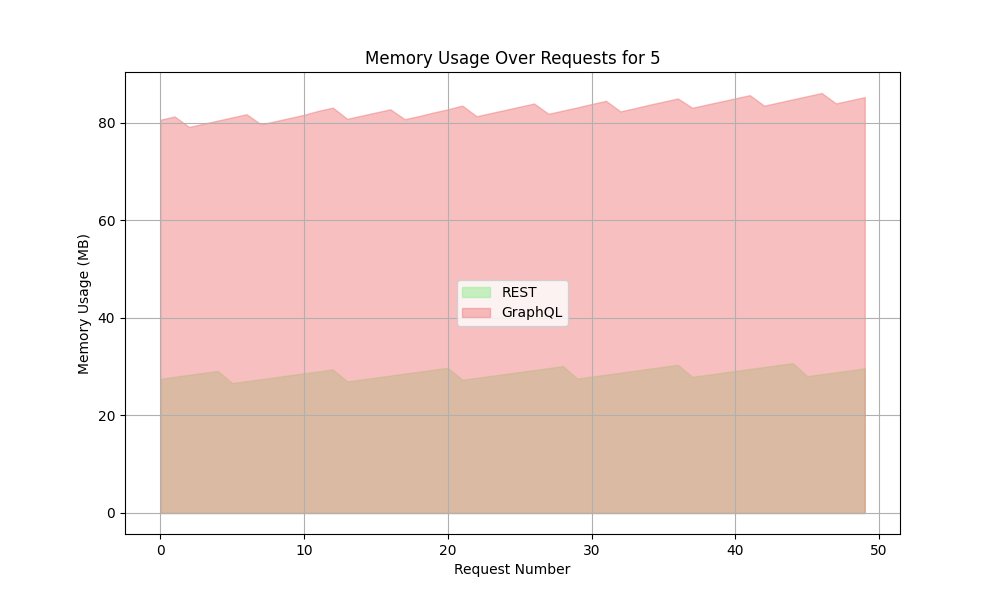 Memory Usage Over Requests for 5
Memory Usage (MB)
80
60
40
20
0
REST
GraphQL
0 10 20 30 40 50
Request Number